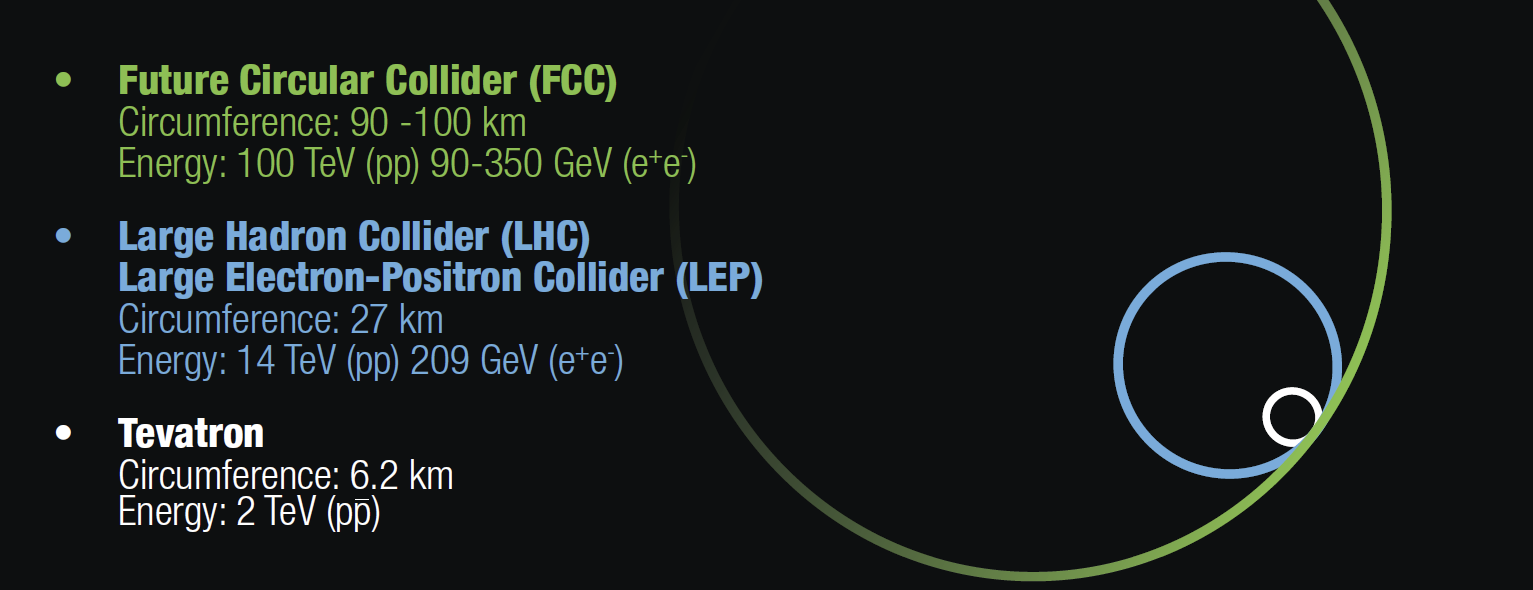 • Future Circular Collider (FCC)
Circumference: 90 -100 km
Energy: 100 TeV (pp) 90-350 GeV (e⁺e⁻)
• Large Hadron Collider (LHC)
Large Electron-Positron Collider (LEP)
Circumference: 27 km
Energy: 14 TeV (pp) 209 GeV (e⁺e⁻)
• Tevatron
Circumference: 6.2 km
Energy: 2 TeV (pp̅)